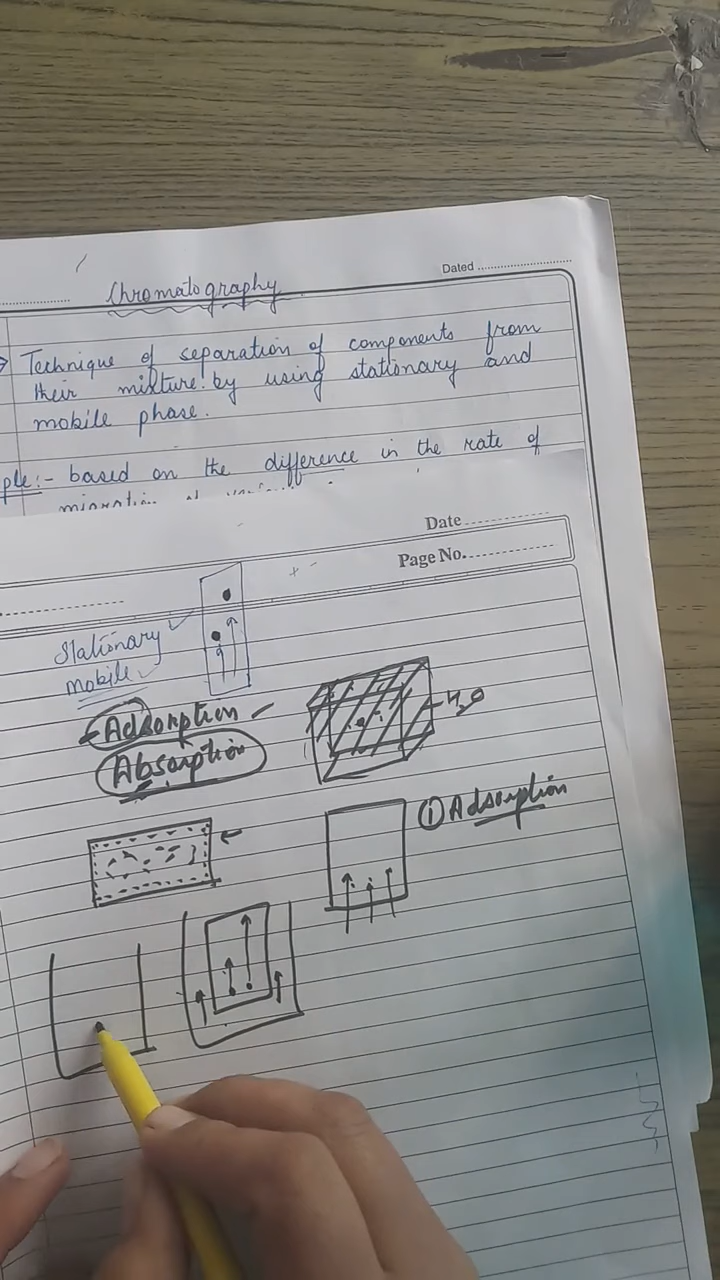 Dated
Chromatography
Technique of separation of components from
their mixture by using stationary and
mobile phase.
ple:- based on the difference in the rate of
Date
Page No.
+ -
Stationary
mobile
Adsorption
Absorption
H2O
① Adsorption